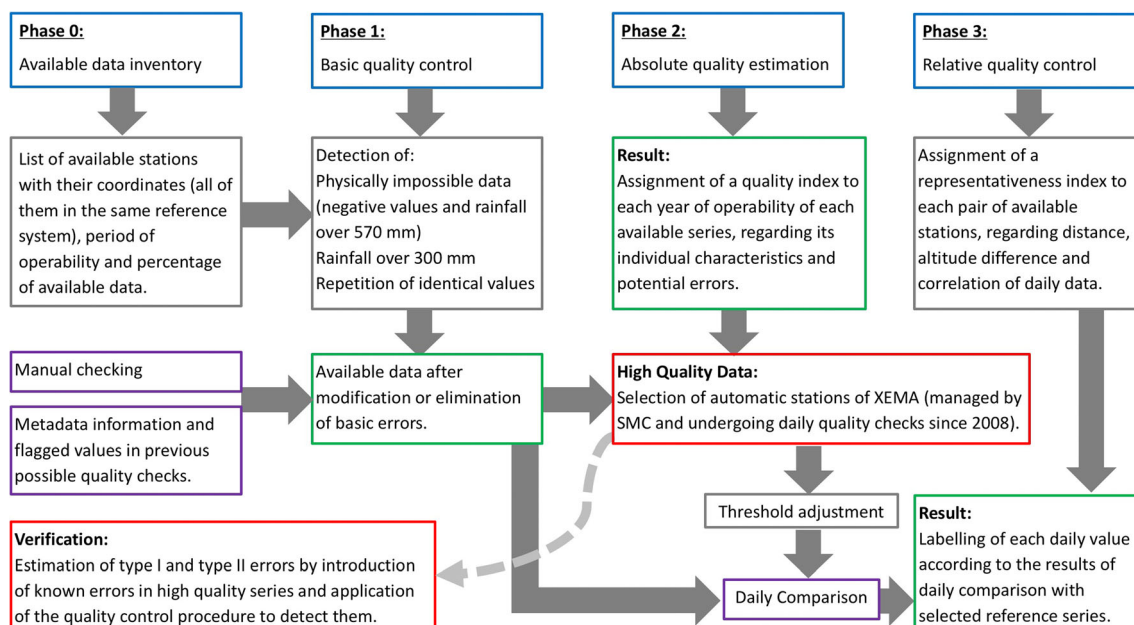 Phase 0:
Available data inventory
Phase 1:
Basic quality control
Phase 2:
Absolute quality estimation
Phase 3:
Relative quality control
List of available stations
with their coordinates (all of
them in the same reference
system), period of
operability and percentage
of available data.
Detection of:
Physically impossible data
(negative values and rainfall
over 570 mm)
Rainfall over 300 mm
Repetition of identical values
Result:
Assignment of a quality index to
each year of operability of each
available series, regarding its
individual characteristics and
potential errors.
Assignment of a
representativeness index to
each pair of available
stations, regarding distance,
altitude difference and
correlation of daily data.
Manual checking
Metadata information and
flagged values in previous
possible quality checks.
Available data after
modification or elimination
of basic errors.
High Quality Data:
Selection of automatic stations of XEMA (managed by
SMC and undergoing daily quality checks since 2008).
Threshold adjustment
Verification:
Estimation of type I and type II errors by introduction
of known errors in high quality series and application
of the quality control procedure to detect them.
Daily Comparison
Result:
Labelling of each daily value
according to the results of
daily comparison with
selected reference series.